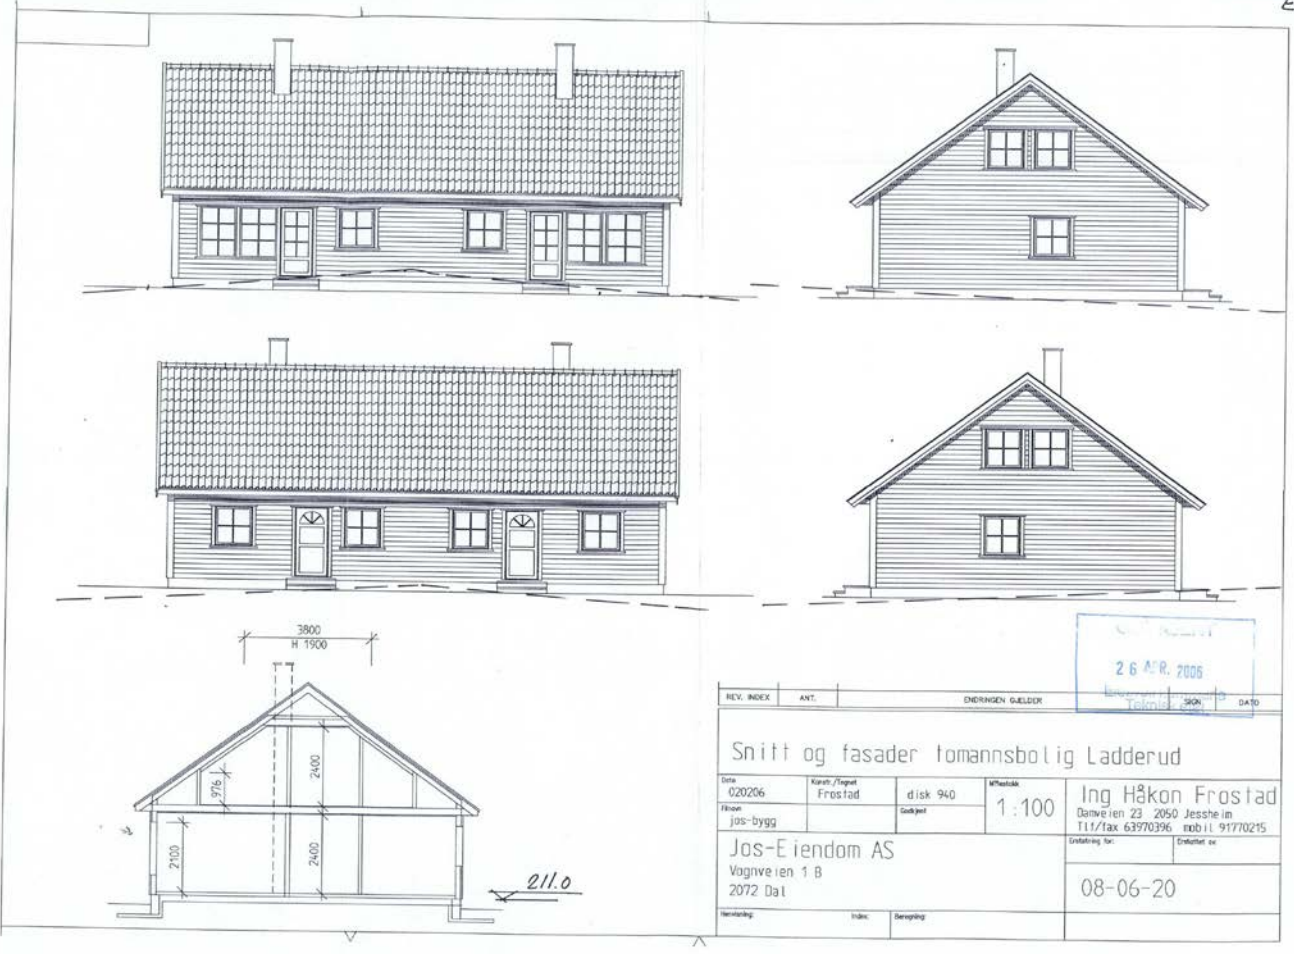 3800
H 1900
976
2400
2100
2400
211.0
26 APR. 2006
Teknisk
REV. INDEX ANT. ENDRINGEN GJELDER SIGN DATO
Snitt og fasader tomannsbolig Ladderud
Dato Konstr./Tegnet Målestokk
020206 Frostad disk 940 1:100
Ing Håkon Frostad
Damveien 23 2050 Jessheim
Tlf/fax 63970396 mobil 91770215
Filnavn Godkjent
jos-bygg
Erstatning for: Erstattet av:
Jos-Eiendom AS
Vognveien 1 B
2072 Dal
08-06-20
Henvisning: Index: Beregning: